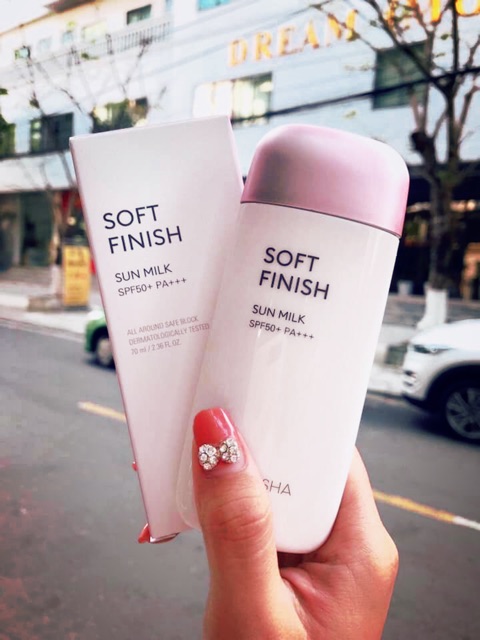 DREAM
SOFT
FINISH
SUN MILK
SPF50+ PA+++
ALL AROUND SAFE BLOCK
DERMATOLOGICALLY TESTED
70 ml / 2.36 FL.OZ.
SOFT
FINISH
SUN MILK
SPF50+ PA+++
SHA